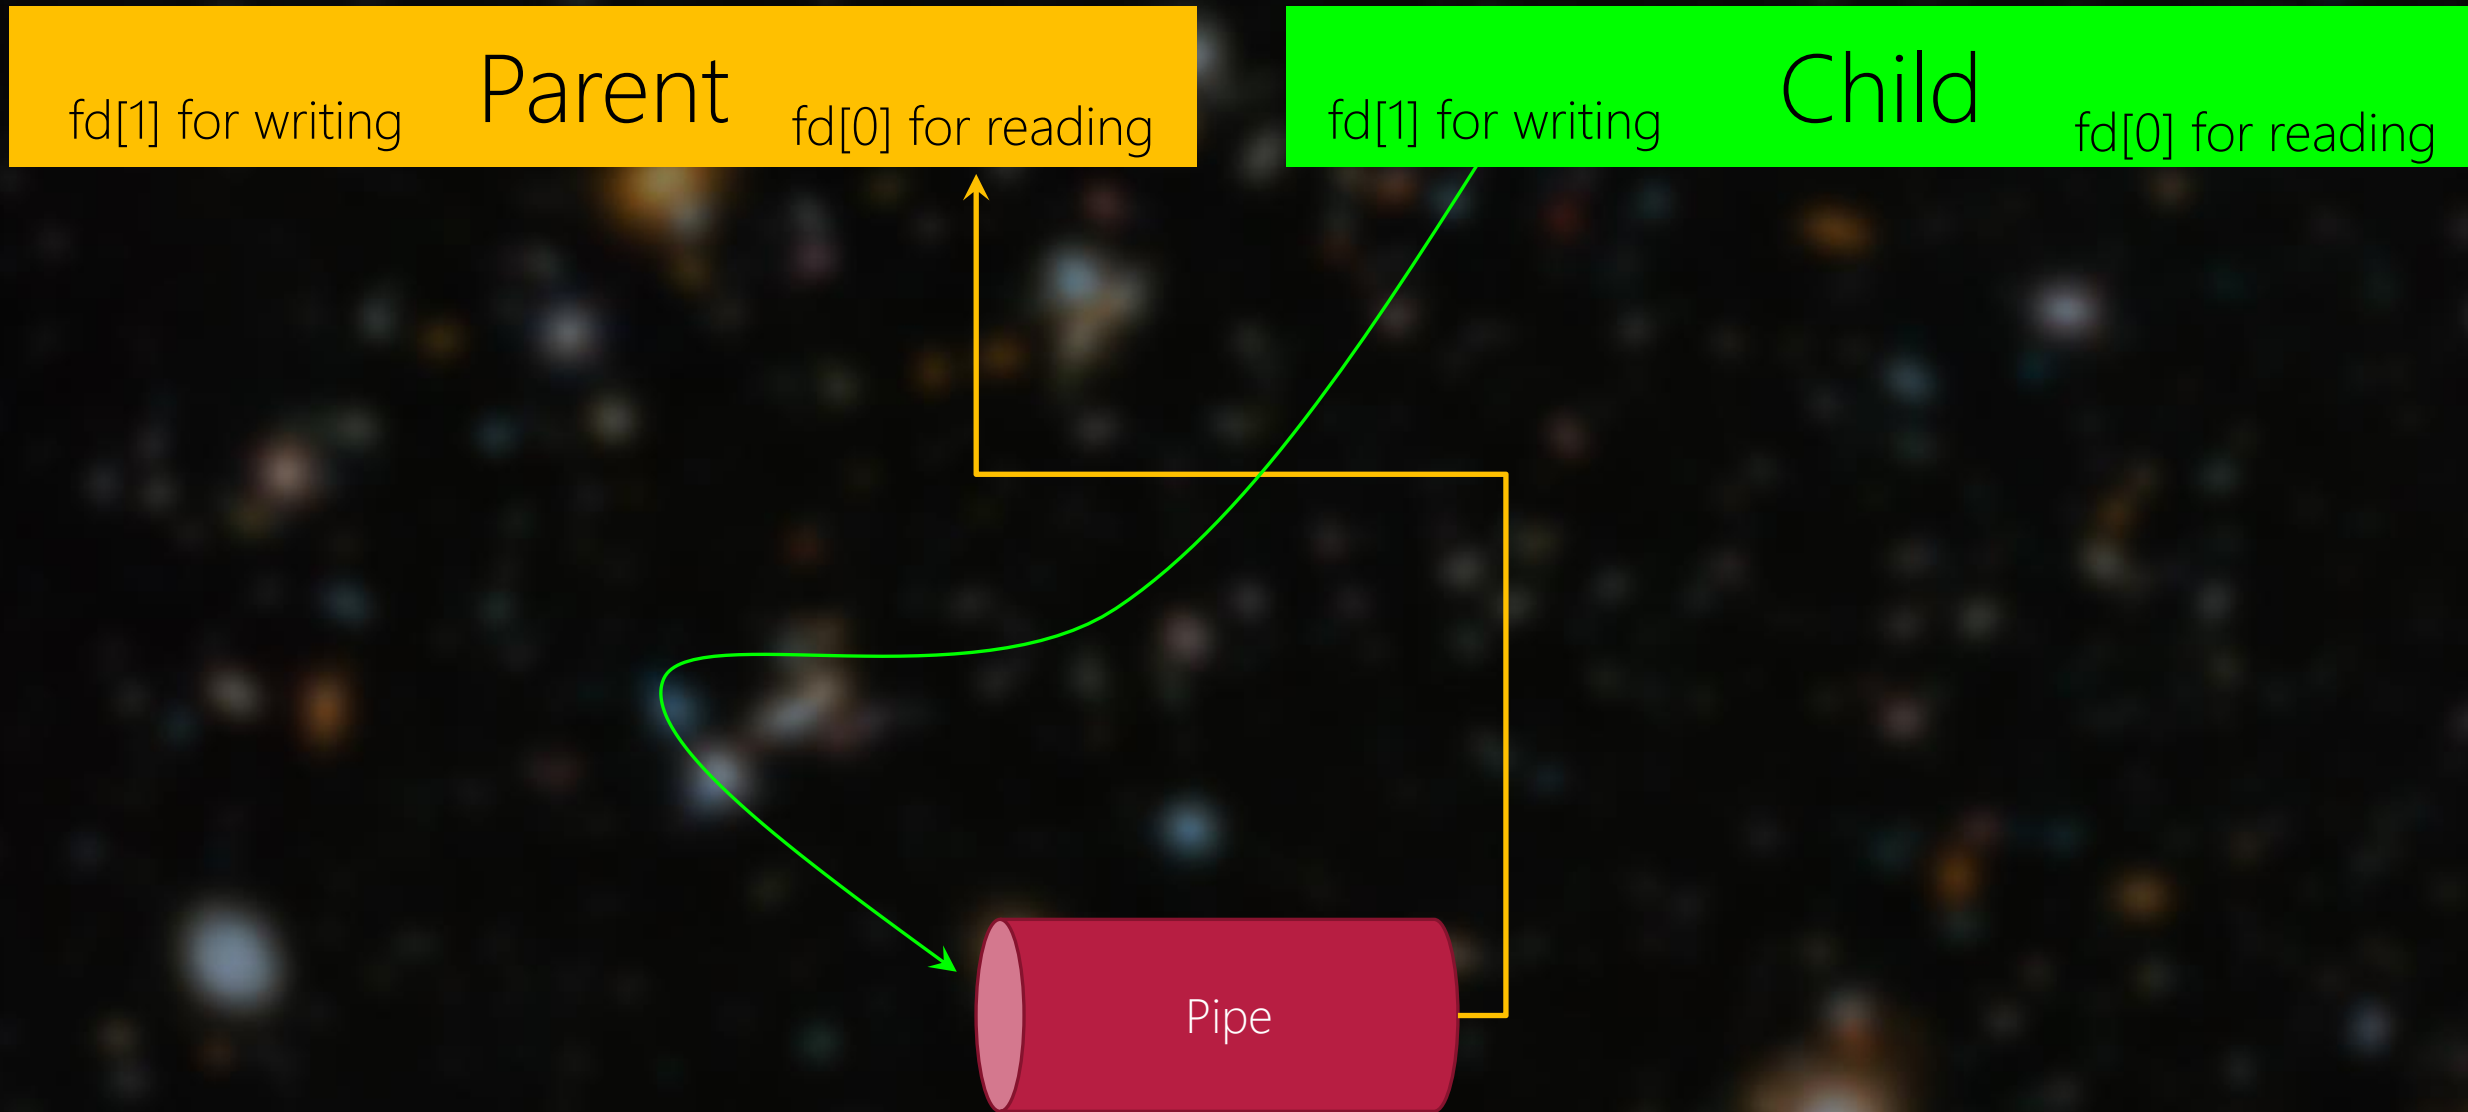 Parent
fd[1] for writing
fd[0] for reading
Child
fd[1] for writing
fd[0] for reading
Pipe